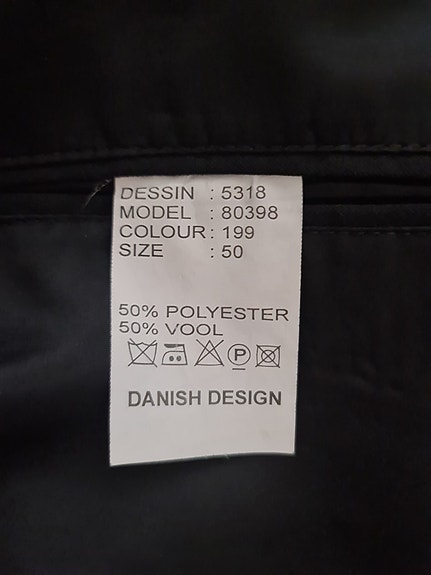 DESSIN : 5318
MODEL : 80398
COLOUR : 199
SIZE : 50
50% POLYESTER
50% VOOL
P
DANISH DESIGN